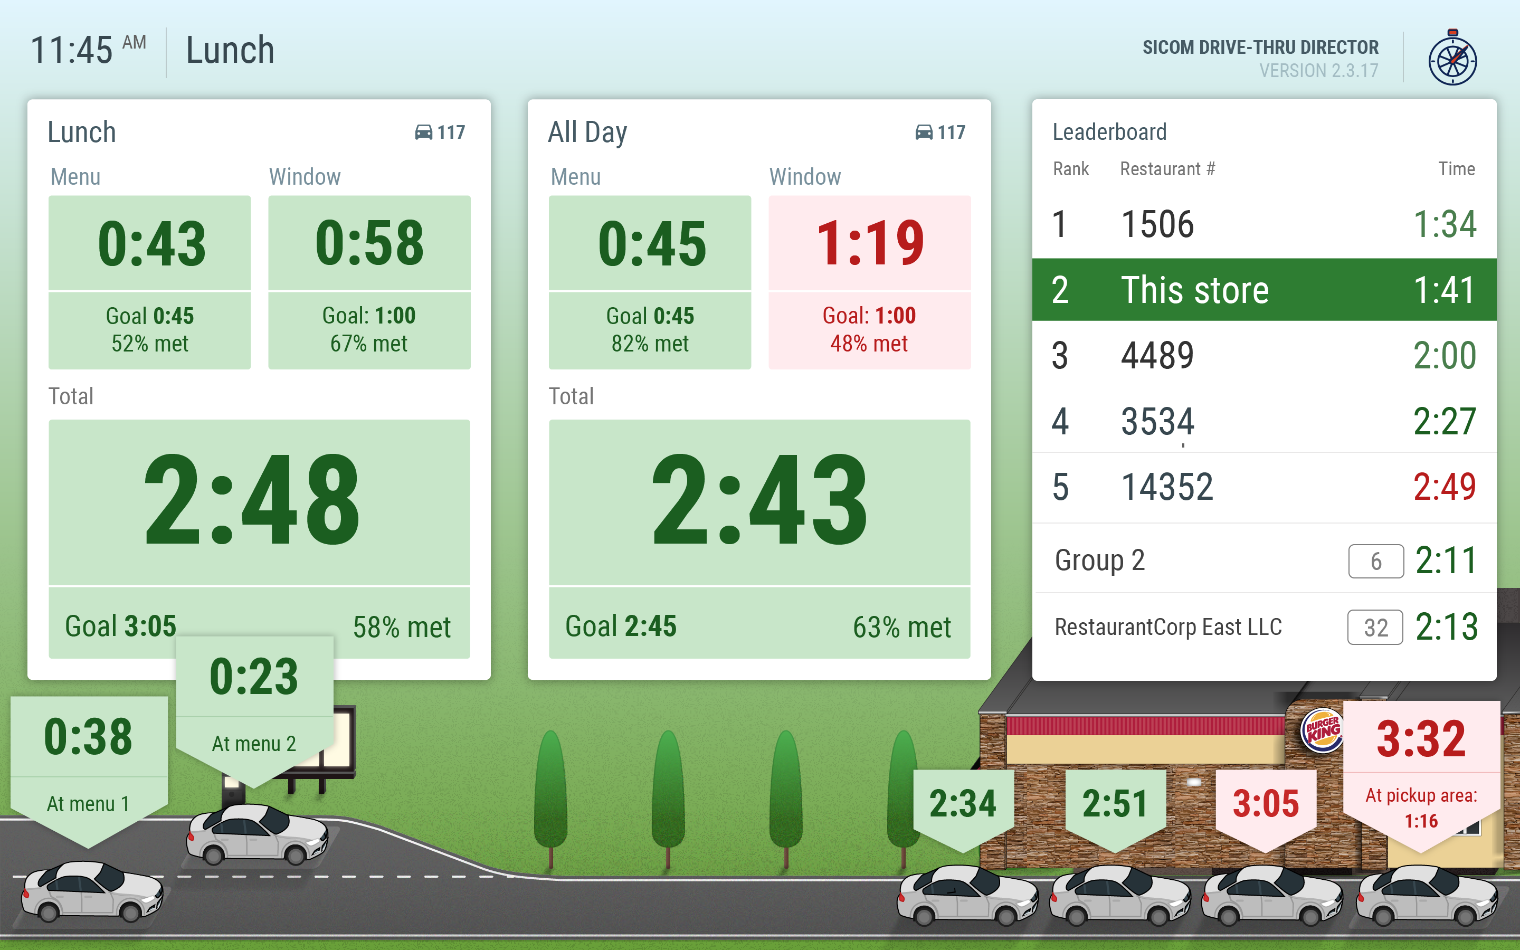 11:45 AM
Lunch
SICOM DRIVE-THRU DIRECTOR
VERSION 2.3.17
Lunch
117
Menu
Window
0:43
0:58
Goal 0:45
52% met
Goal: 1:00
67% met
Total
2:48
Goal 3:05
58% met
All Day
117
Menu
Window
0:45
1:19
Goal 0:45
82% met
Goal: 1:00
48% met
Total
2:43
Goal 2:45
63% met
Leaderboard
Rank Restaurant # Time
1 1506 1:34
2 This store 1:41
3 4489 2:00
4 3534 2:27
5 14352 2:49
Group 2 6 2:11
RestaurantCorp East LLC 32 2:13
0:38
At menu 1
0:23
At menu 2
2:34
2:51
3:05
BURGER
KING
3:32
At pickup area:
1:16